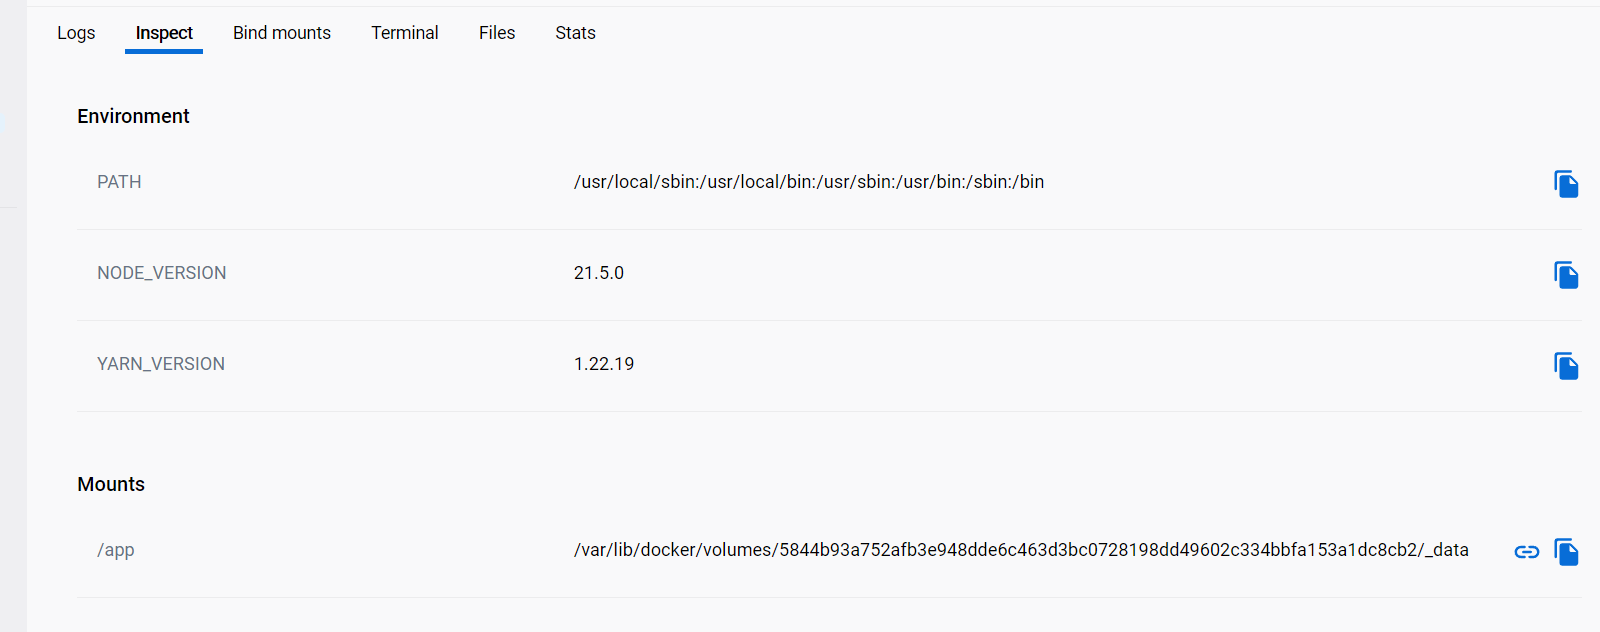 Logs Inspect Bind mounts Terminal Files Stats
Environment
PATH /usr/local/sbin:/usr/local/bin:/usr/sbin:/usr/bin:/sbin:/bin
NODE_VERSION 21.5.0
YARN_VERSION 1.22.19
Mounts
/app /var/lib/docker/volumes/5844b93a752afb3e948dde6c463d3bc0728198dd49602c334bbfa153a1dc8cb2/_data